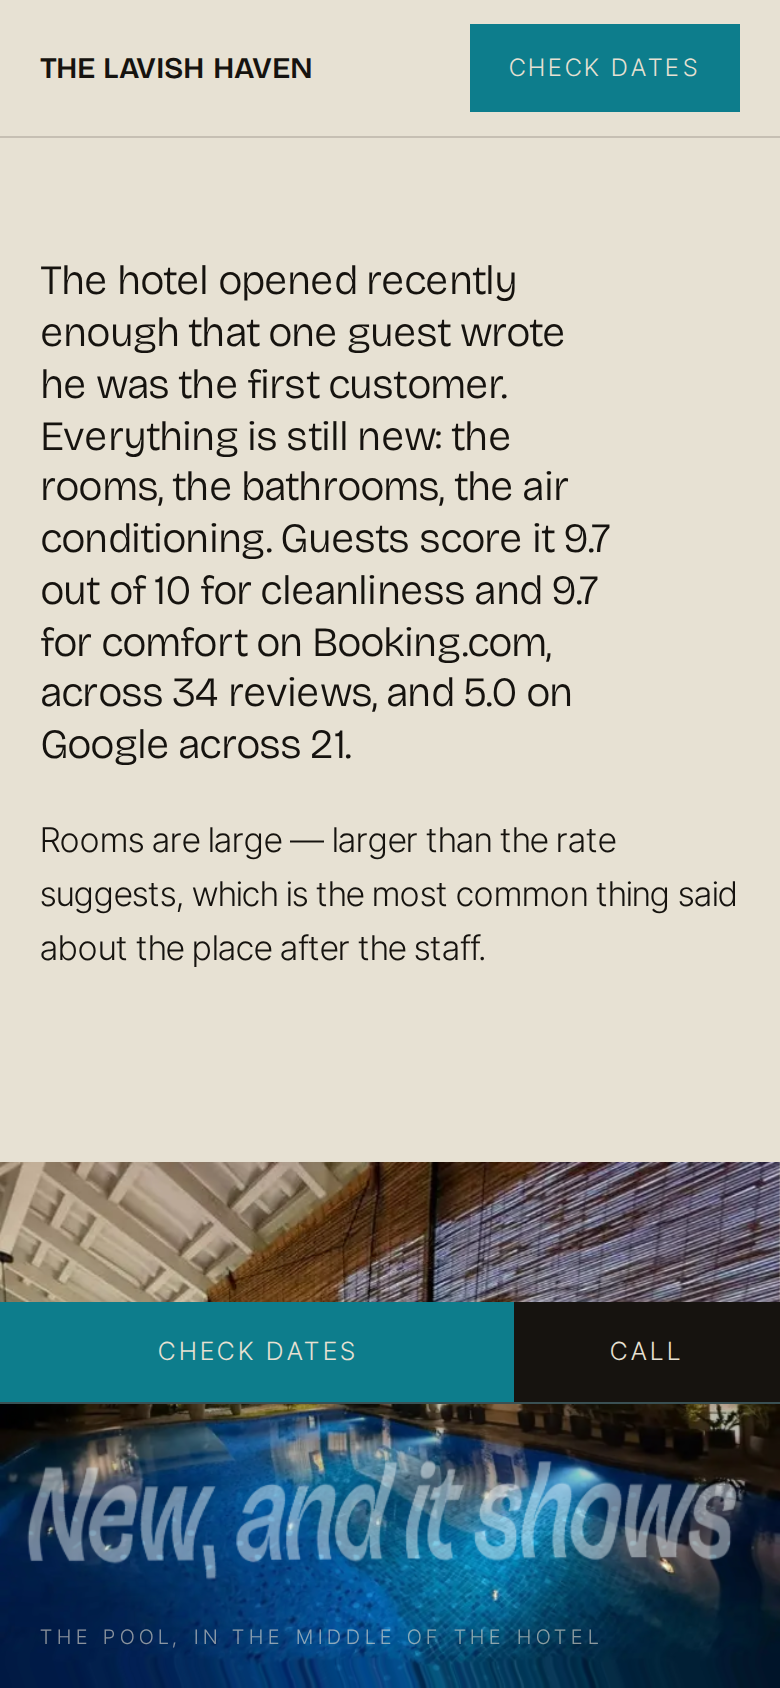 THE LAVISH HAVEN
CHECK DATES
The hotel opened recently
enough that one guest wrote
he was the first customer.
Everything is still new: the
rooms, the bathrooms, the air
conditioning. Guests score it 9.7
out of 10 for cleanliness and 9.7
for comfort on Booking.com,
across 34 reviews, and 5.0 on
Google across 21.
Rooms are large — larger than the rate
suggests, which is the most common thing said
about the place after the staff.
CHECK DATES
CALL
New, and it shows
THE POOL, IN THE MIDDLE OF THE HOTEL